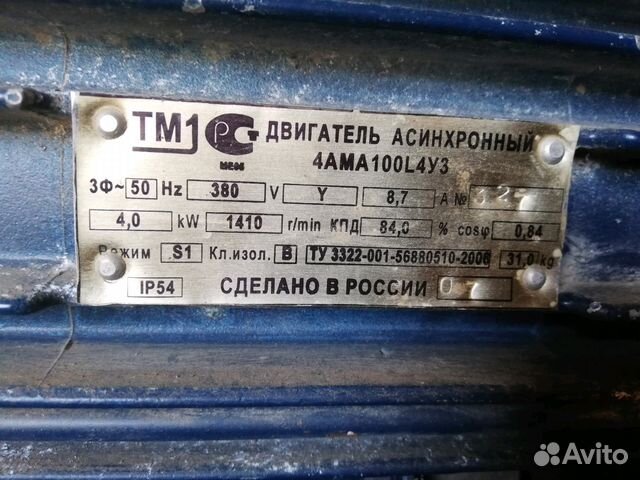 ТМ1 РСТ ДВИГАТЕЛЬ АСИНХРОННЫЙ
МЕ95 4АМА100L4У3
3Ф~ 50 Hz 380 V Y 8,7 А №
4,0 kW 1410 r/min КПД 84,0 % cosφ 0,84
Режим S1 Кл.изол. В ТУ 3322-001-56880510-2006 31,0 kg
IP54 СДЕЛАНО В РОССИИ
Avito